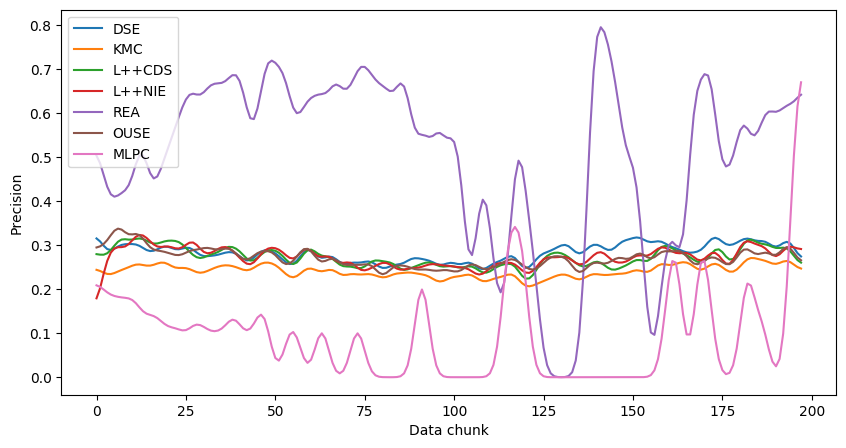 DSE
KMC
L++CDS
L++NIE
REA
OUSE
MLPC
Precision
0.8
0.7
0.6
0.5
0.4
0.3
0.2
0.1
0.0
0 25 50 75 100 125 150 175 200
Data chunk